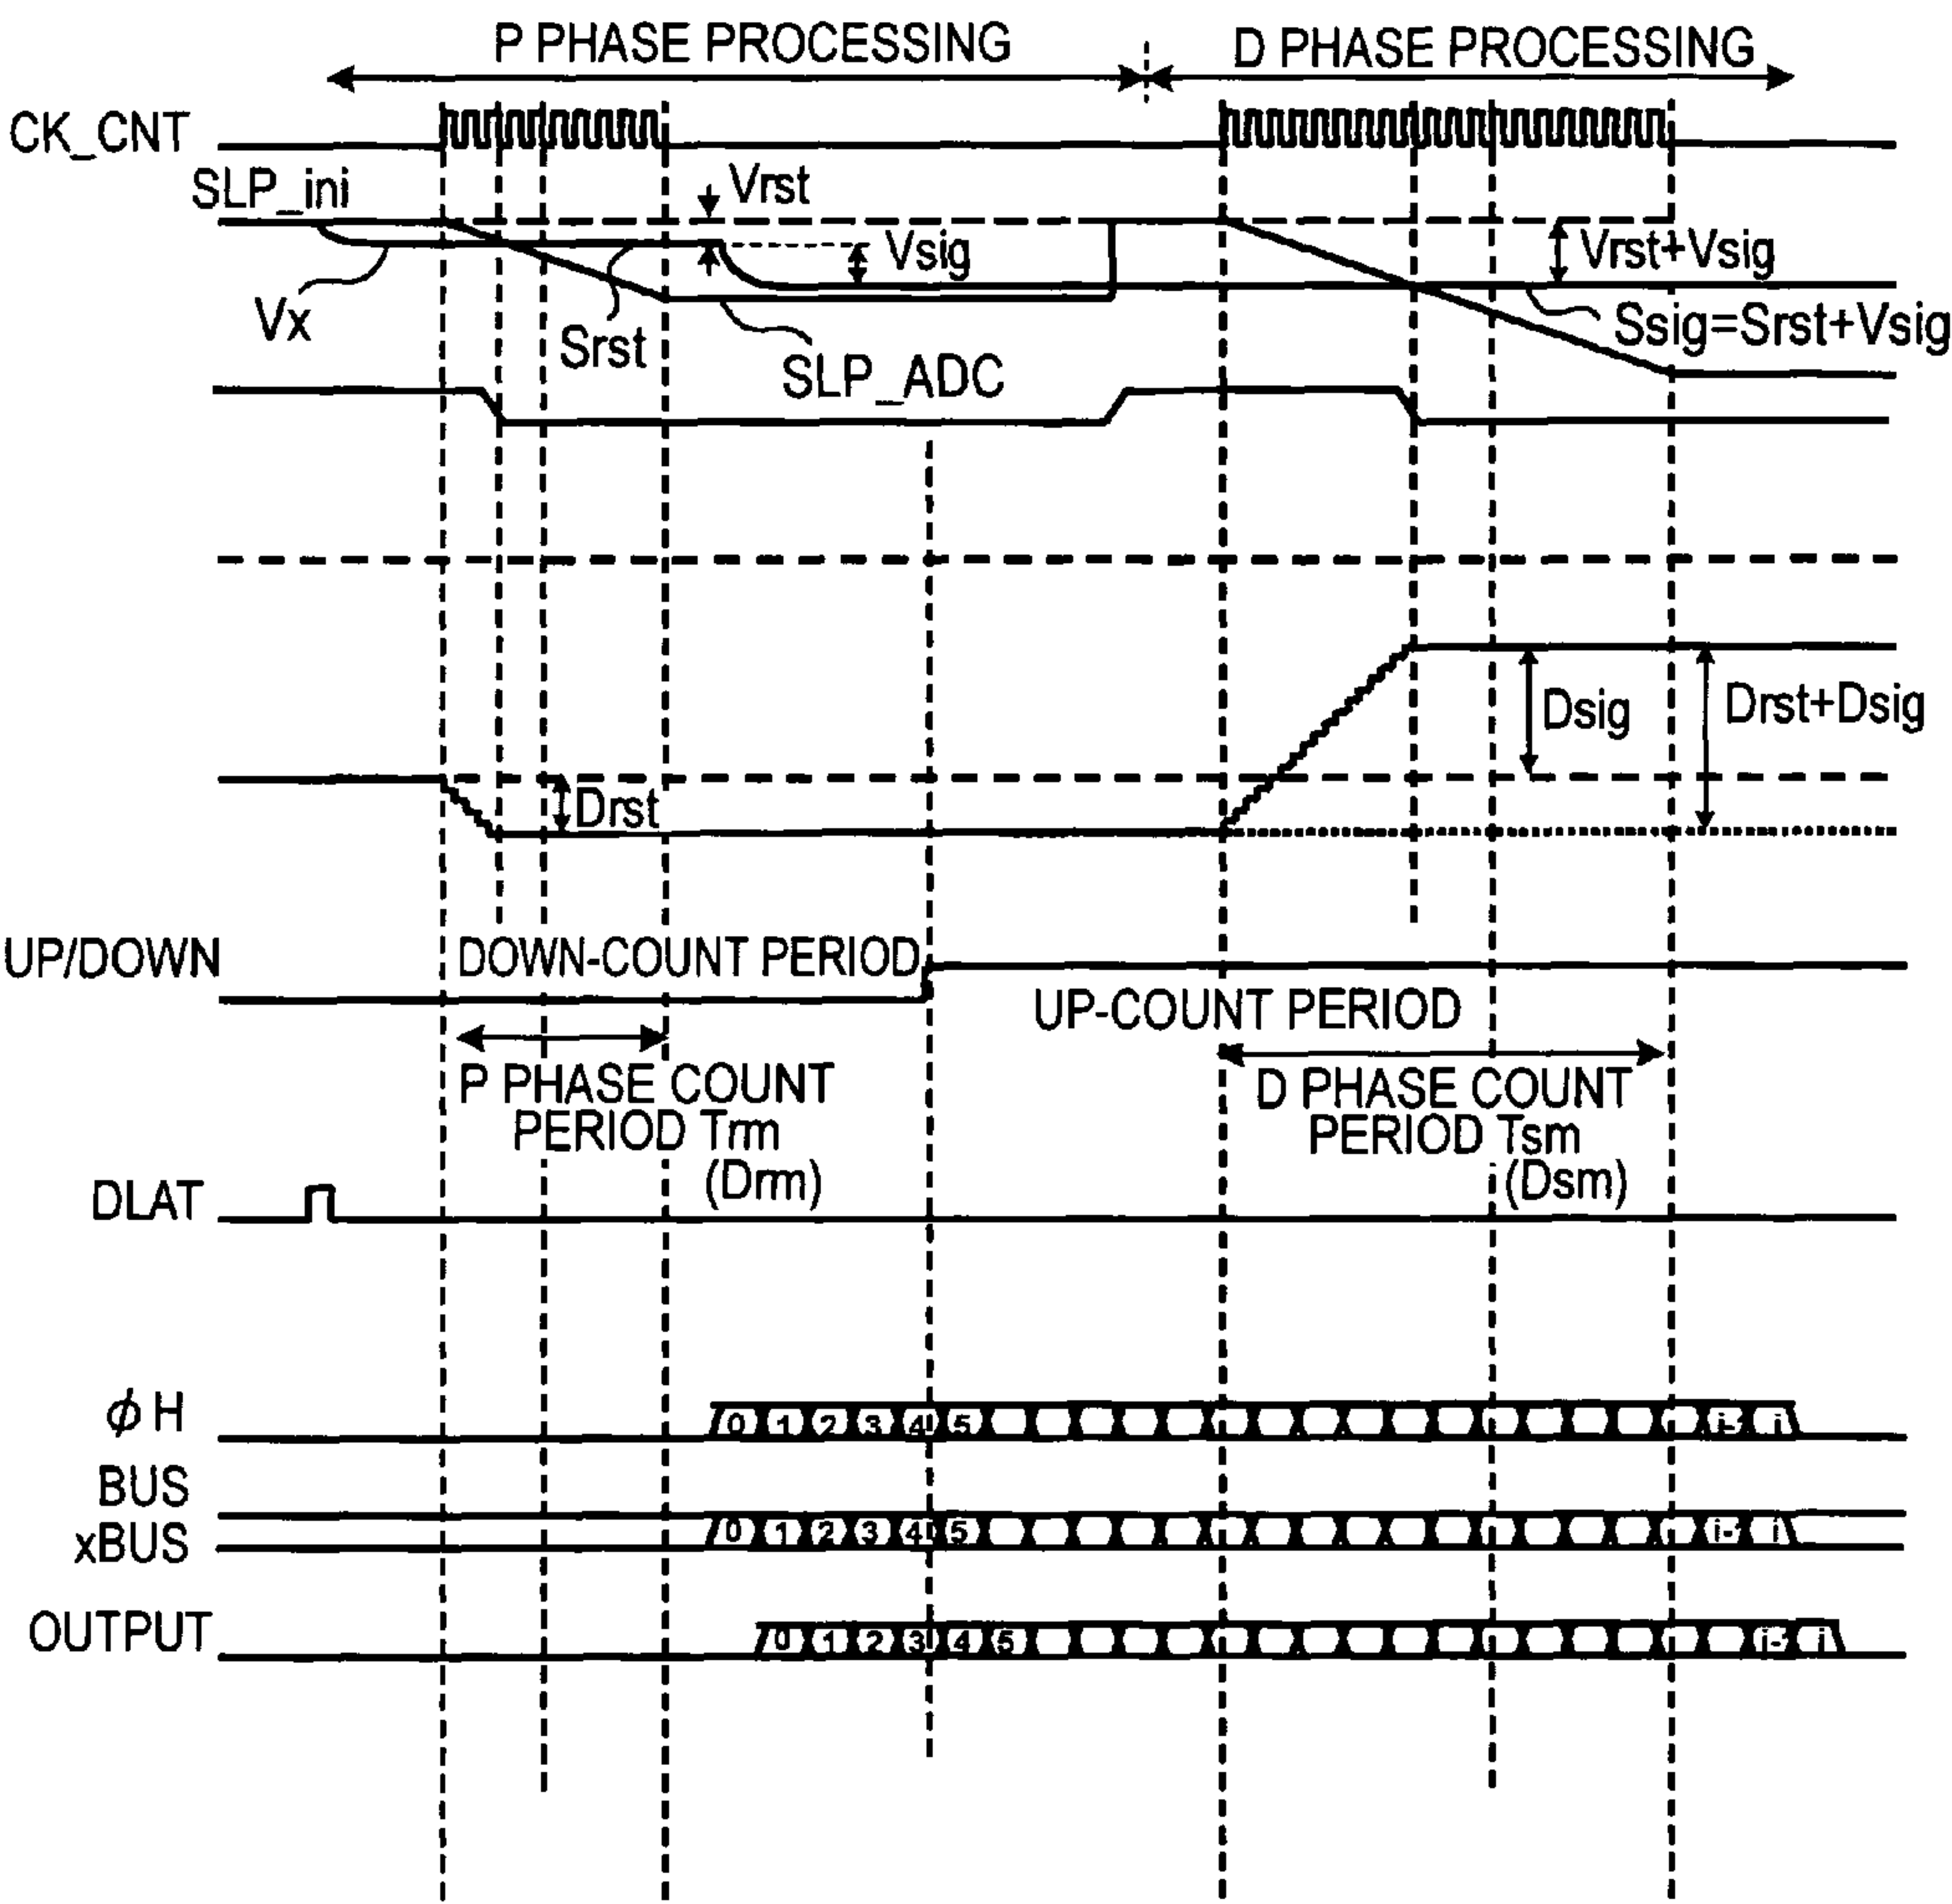 P PHASE PROCESSING
D PHASE PROCESSING
CK_CNT
SLP_ini
Vrst
Vsig
Vrst+Vsig
Vx
Srst
SLP_ADC
Ssig=Srst+Vsig
Dsig
Drst+Dsig
Drst
UP/DOWN
DOWN-COUNT PERIOD
UP-COUNT PERIOD
P PHASE COUNT
PERIOD Trm
(Drm)
D PHASE COUNT
PERIOD Tsm
(Dsm)
DLAT
φH
0 1 2 3 4 5 i-1 i
BUS
xBUS
0 1 2 3 4 5 i-1 i
OUTPUT
0 1 2 3 4 5 i-1 i